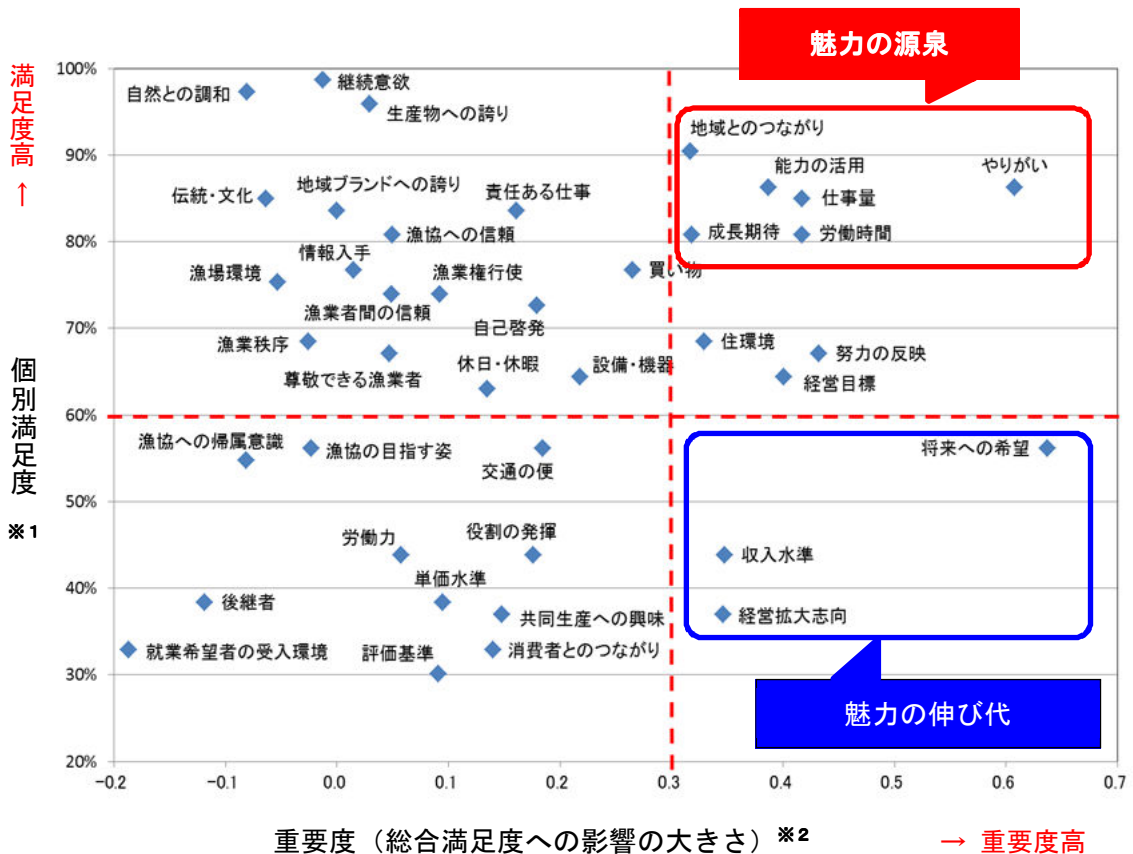 魅力の源泉
満足度高 ↑
100%
90%
80%
70%
60%
50%
40%
30%
20%
個別満足度 ※1
自然との調和
継続意欲
生産物への誇り
地域とのつながり
能力の活用
やりがい
伝統・文化
地域ブランドへの誇り
責任ある仕事
仕事量
漁協への信頼
成長期待
労働時間
情報入手
漁場環境
漁業権行使
買い物
漁業者間の信頼
自己啓発
漁業秩序
住環境
努力の反映
尊敬できる漁業者
休日・休暇
設備・機器
経営目標
漁協への帰属意識
漁協の目指す姿
交通の便
将来への希望
労働力
役割の発揮
収入水準
単価水準
後継者
共同生産への興味
経営拡大志向
就業希望者の受入環境
評価基準
消費者とのつながり
魅力の伸び代
-0.2
-0.1
0.0
0.1
0.2
0.3
0.4
0.5
0.6
0.7
重要度（総合満足度への影響の大きさ）※2
→ 重要度高